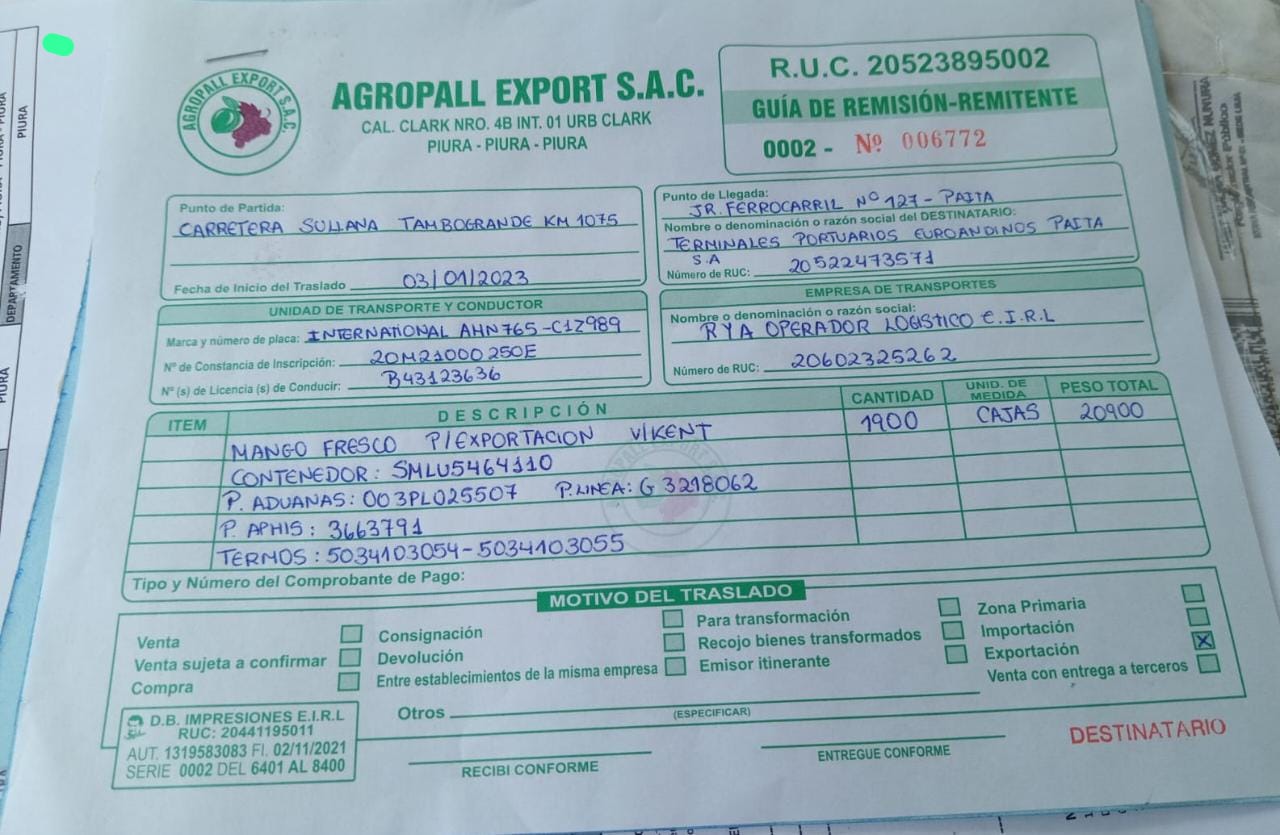 AGROPALL EXPORT S.A.C.
AGROPALL EXPORT S.A.C.
CAL. CLARK NRO. 4B INT. 01 URB CLARK
PIURA - PIURA - PIURA
R.U.C. 20523895002
GUÍA DE REMISIÓN-REMITENTE
0002 - Nº 006772
Punto de Partida:
CARRETERA SULLANA TAMBOGRANDE KM 1075
Fecha de Inicio del Traslado 03/01/2023
Punto de Llegada:
JR. FERROCARRIL Nº 127 - PAITA
Nombre o denominación o razón social del DESTINATARIO:
TERMINALES PORTUARIOS EUROANDINOS PAITA
S.A
Número de RUC: 20522473571
UNIDAD DE TRANSPORTE Y CONDUCTOR
Marca y número de placa: INTERNATIONAL AHN765-C1Z989
Nº de Constancia de Inscripción: 20M21000250E
Nº (s) de Licencia (s) de Conducir: B43123636
EMPRESA DE TRANSPORTES
Nombre o denominación o razón social:
RYA OPERADOR LOGISTICO E.I.R.L
Número de RUC: 20602325262
ITEM DESCRIPCIÓN CANTIDAD UNID. DE MEDIDA PESO TOTAL
MANGO FRESCO P/EXPORTACION V/KENT 1900 CAJAS 20900
CONTENEDOR: SMLU5464110
P. ADUANAS: 003PL025507 P.LINEA: G 3218062
P. APHIS: 3663791
TERMOS: 5034103054-5034103055
Tipo y Número del Comprobante de Pago:
MOTIVO DEL TRASLADO
Venta Consignación Para transformación Zona Primaria
Venta sujeta a confirmar Devolución Recojo bienes transformados Importación
Compra Entre establecimientos de la misma empresa Emisor itinerante Exportación X
Venta con entrega a terceros
Otros
(ESPECIFICAR)
D.B. IMPRESIONES E.I.R.L
RUC: 20441195011
AUT. 1319583083 FI. 02/11/2021
SERIE 0002 DEL 6401 AL 8400
RECIBI CONFORME
ENTREGUE CONFORME
DESTINATARIO
PIURA
DEPARTAMENTO
PIURA